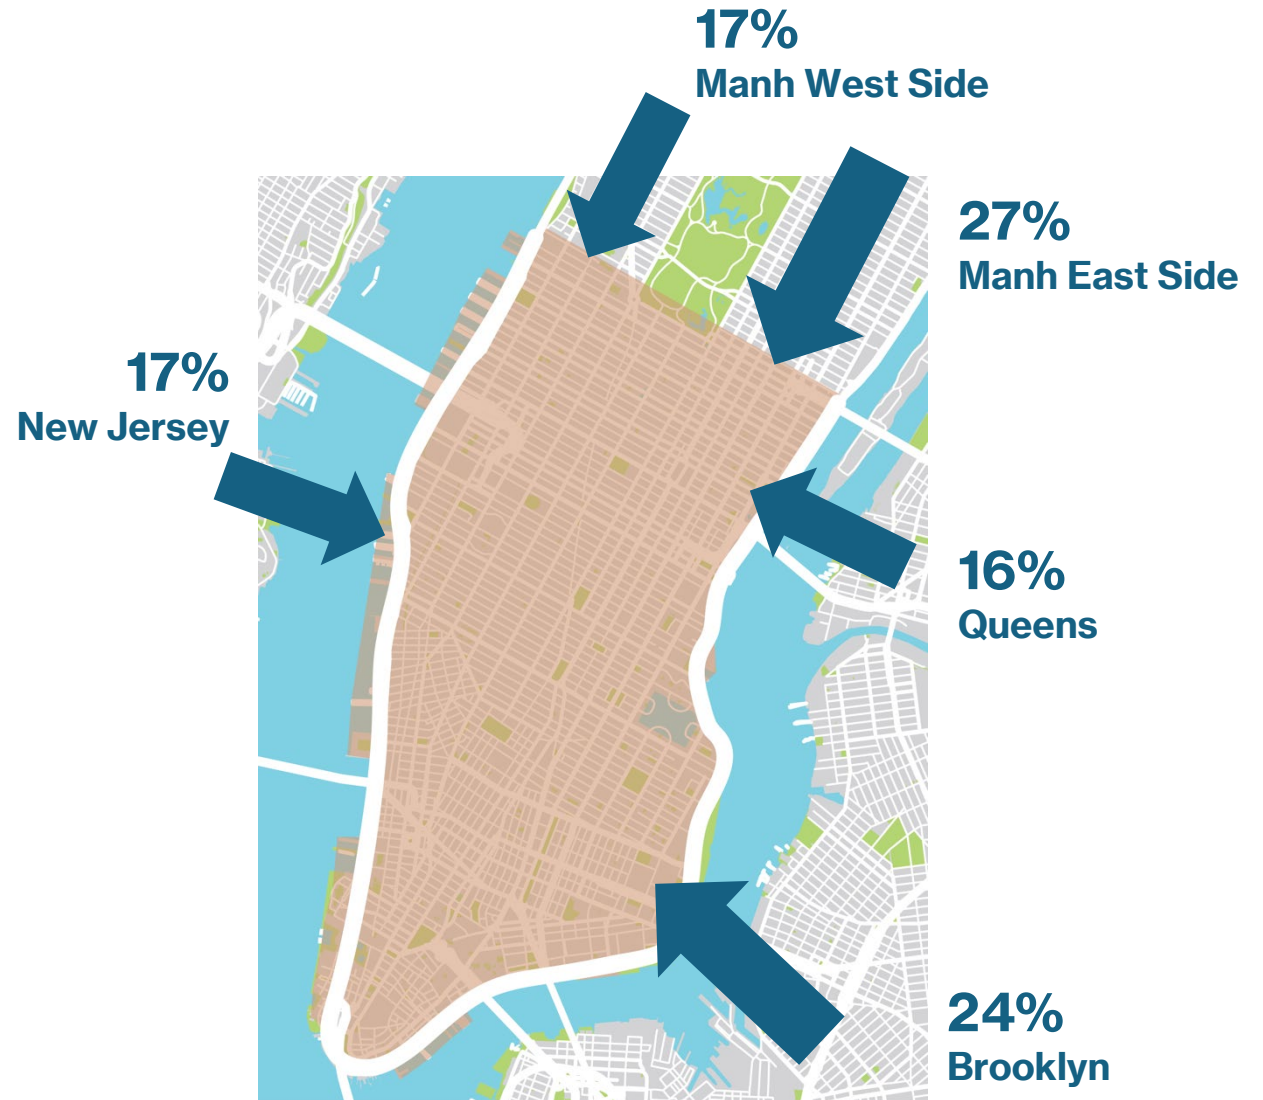 17%
Manh West Side
27%
Manh East Side
17%
New Jersey
16%
Queens
24%
Brooklyn